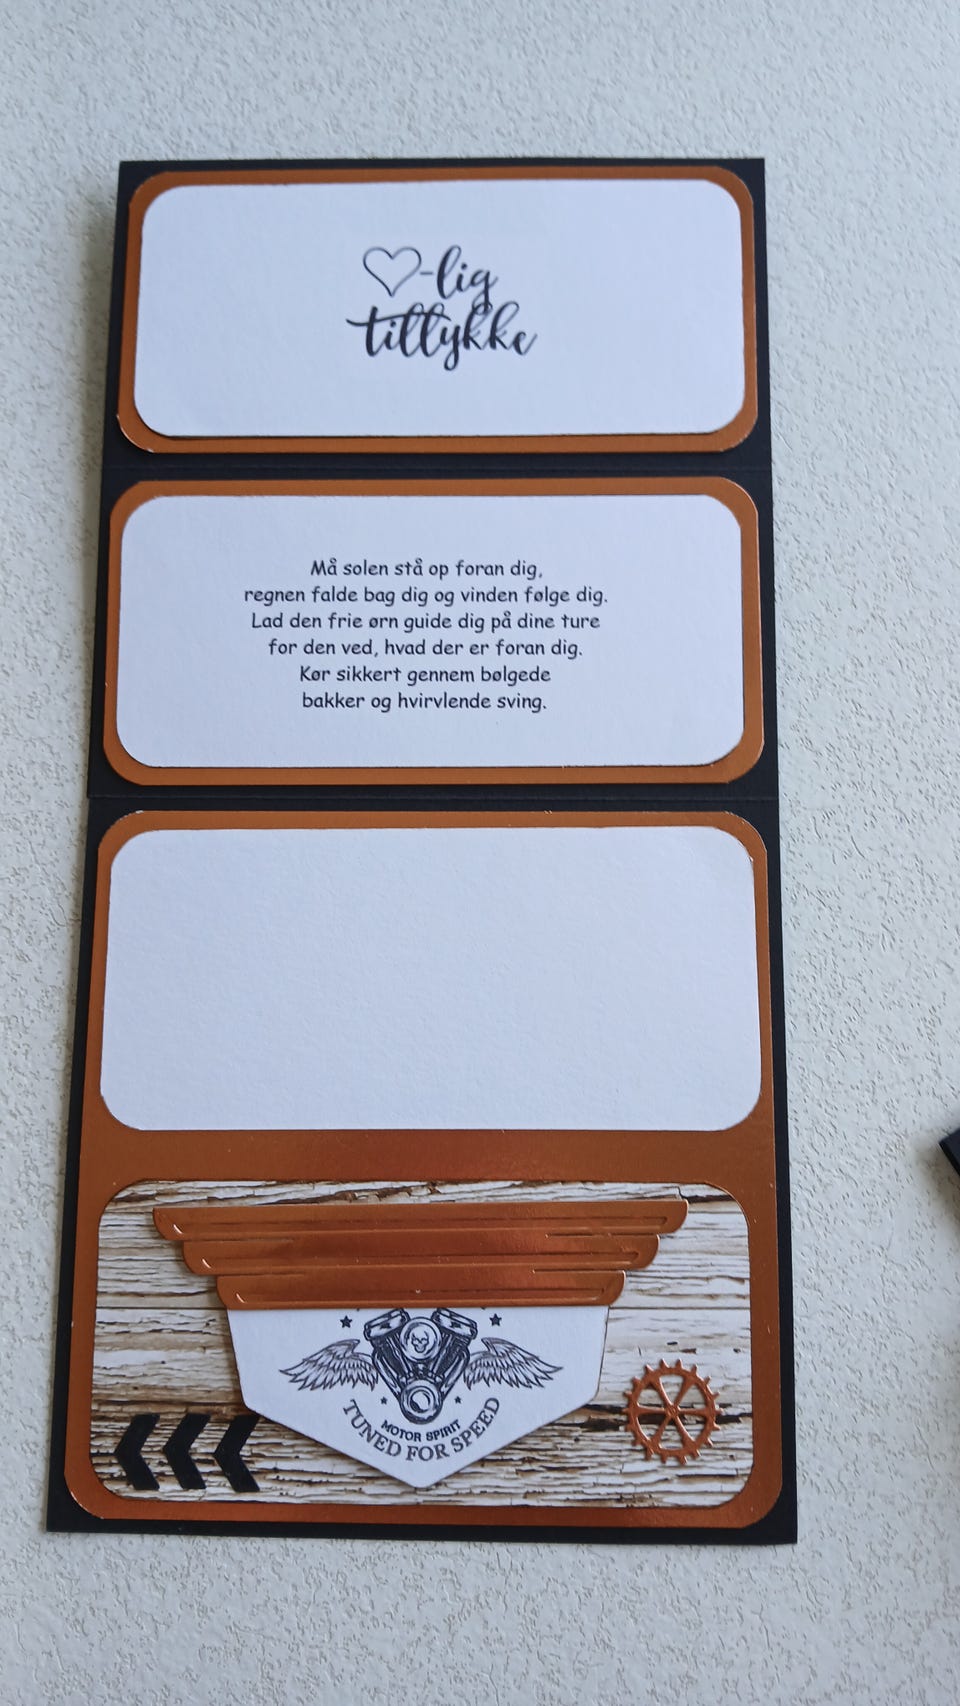 ♡-lig
tillykke
Må solen stå op foran dig,
regnen falde bag dig og vinden følge dig.
Lad den frie ørn guide dig på dine ture
for den ved, hvad der er foran dig.
Kør sikkert gennem bølgede
bakker og hvirvlende sving.
MOTOR SPIRIT
TUNED FOR SPEED